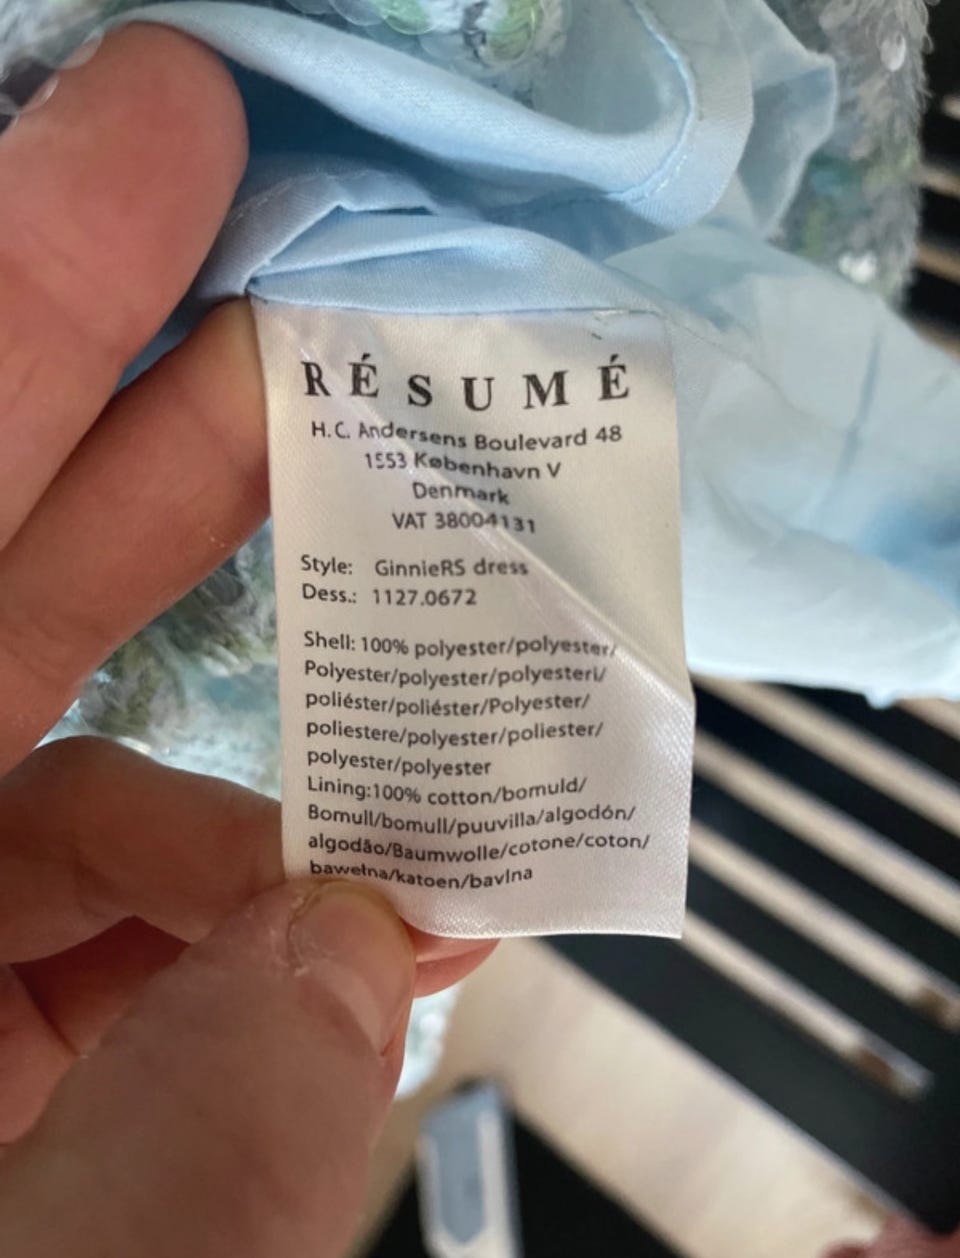 RÉSUMÉ
H.C. Andersens Boulevard 48
1553 København V
Denmark
VAT 38004131
Style: GinnieRS dress
Dess.: 1127.0672
Shell: 100% polyester/polyester/
Polyester/polyester/polyesteri/
poliéster/poliéster/Polyester/
poliestere/polyester/poliester/
polyester/polyester
Lining:100% cotton/bomuld/
Bomull/bomull/puuvilla/algodón/
algodão/Baumwolle/cotone/coton/
bawełna/katoen/bavlna